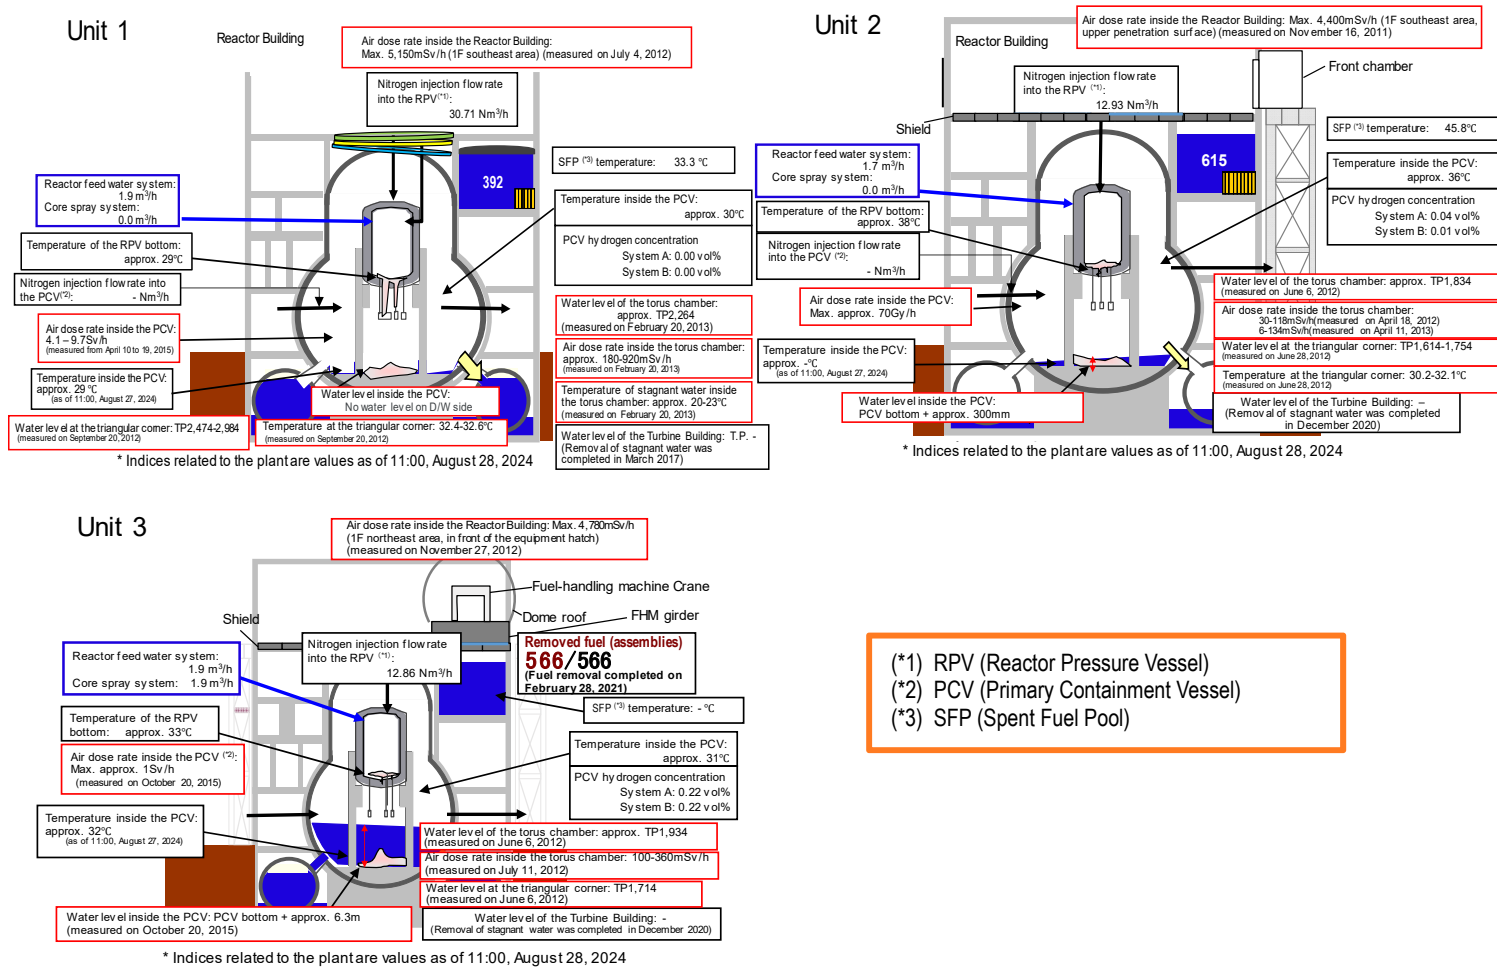 Unit 1
Reactor Building
Air dose rate inside the Reactor Building:
Max. 5,150mSv/h (1F southeast area) (measured on July 4, 2012)
Nitrogen injection flow rate
into the RPV(*1):
30.71 Nm3/h
SFP (*3) temperature: 33.3 ℃
392
Reactor feed water system:
1.9 m3/h
Core spray system:
0.0 m3/h
Temperature inside the PCV:
approx. 30℃
Temperature of the RPV bottom:
approx. 29℃
PCV hydrogen concentration
System A: 0.00 vol%
System B: 0.00 vol%
Nitrogen injection flow rate into
the PCV(*2): - Nm3/h
Water level of the torus chamber:
approx. TP2,264
(measured on February 20, 2013)
Air dose rate inside the PCV:
4.1 – 9.7Sv/h
(measured from April 10 to 19, 2015)
Air dose rate inside the torus chamber:
approx. 180-920mSv/h
(measured on February 20, 2013)
Temperature inside the PCV:
approx. 29 ℃
(as of 11:00, August 27, 2024)
Water level inside the PCV:
No water level on D/W side
Temperature of stagnant water inside
the torus chamber: approx. 20-23℃
(measured on February 20, 2013)
Water level at the triangular corner: TP2,474-2,984
(measured on September 20, 2012)
Temperature at the triangular corner: 32.4-32.6℃
(measured on September 20, 2012)
Water level of the Turbine Building: T.P. -
(Removal of stagnant water was
completed in March 2017)
* Indices related to the plant are values as of 11:00, August 28, 2024
Unit 2
Reactor Building
Air dose rate inside the Reactor Building: Max. 4,400mSv/h (1F southeast area,
upper penetration surface) (measured on November 16, 2011)
Front chamber
Nitrogen injection flow rate
into the RPV (*1):
12.93 Nm3/h
Shield
SFP (*3) temperature: 45.8℃
615
Reactor feed water system:
1.7 m3/h
Core spray system:
0.0 m3/h
Temperature inside the PCV:
approx. 36℃
Temperature of the RPV bottom:
approx. 38℃
PCV hydrogen concentration
System A: 0.04 vol%
System B: 0.01 vol%
Nitrogen injection flow rate
into the PCV (*2):
- Nm3/h
Water level of the torus chamber: approx. TP1,834
(measured on June 6, 2012)
Air dose rate inside the PCV:
Max. approx. 70Gy/h
Air dose rate inside the torus chamber:
30-118mSv/h(measured on April 18, 2012)
6-134mSv/h(measured on April 11, 2013)
Temperature inside the PCV:
approx. -℃
(as of 11:00, August 27, 2024)
Water level at the triangular corner: TP1,614-1,754
(measured on June 28, 2012)
Temperature at the triangular corner: 30.2-32.1℃
(measured on June 28, 2012)
Water level inside the PCV:
PCV bottom + approx. 300mm
Water level of the Turbine Building: –
(Removal of stagnant water was completed
in December 2020)
* Indices related to the plant are values as of 11:00, August 28, 2024
Unit 3
Air dose rate inside the Reactor Building: Max. 4,780mSv/h
(1F northeast area, in front of the equipment hatch)
(measured on November 27, 2012)
Fuel-handling machine Crane
Dome roof
FHM girder
Shield
Nitrogen injection flow rate
into the RPV (*1):
12.86 Nm3/h
Removed fuel (assemblies)
566/566
(Fuel removal completed on
February 28, 2021)
Reactor feed water system:
1.9 m3/h
Core spray system: 1.9 m3/h
SFP (*3) temperature: - ℃
Temperature of the RPV
bottom: approx. 33℃
Temperature inside the PCV:
approx. 31℃
Air dose rate inside the PCV (*2):
Max. approx. 1Sv/h
(measured on October 20, 2015)
PCV hydrogen concentration
System A: 0.22 vol%
System B: 0.22 vol%
Temperature inside the PCV:
approx. 32℃
(as of 11:00, August 27, 2024)
Water level of the torus chamber: approx. TP1,934
(measured on June 6, 2012)
Air dose rate inside the torus chamber: 100-360mSv/h
(measured on July 11, 2012)
Water level at the triangular corner: TP1,714
(measured on June 6, 2012)
Water level inside the PCV: PCV bottom + approx. 6.3m
(measured on October 20, 2015)
Water level of the Turbine Building: -
(Removal of stagnant water was completed in December 2020)
* Indices related to the plant are values as of 11:00, August 28, 2024
(*1) RPV (Reactor Pressure Vessel)
(*2) PCV (Primary Containment Vessel)
(*3) SFP (Spent Fuel Pool)